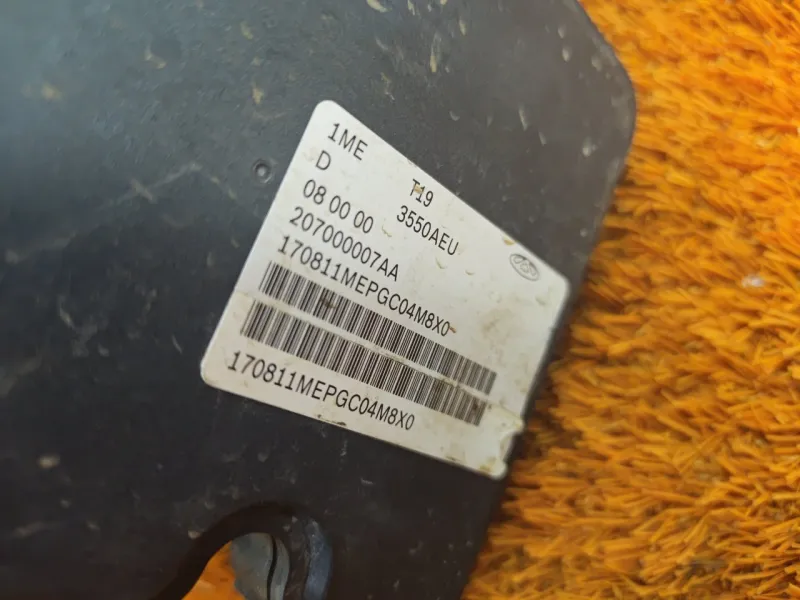 1ME
D T19
08 00 00 3550AEU
207000007AA
170811MEPGC04M8X0
170811MEPGC04M8X0